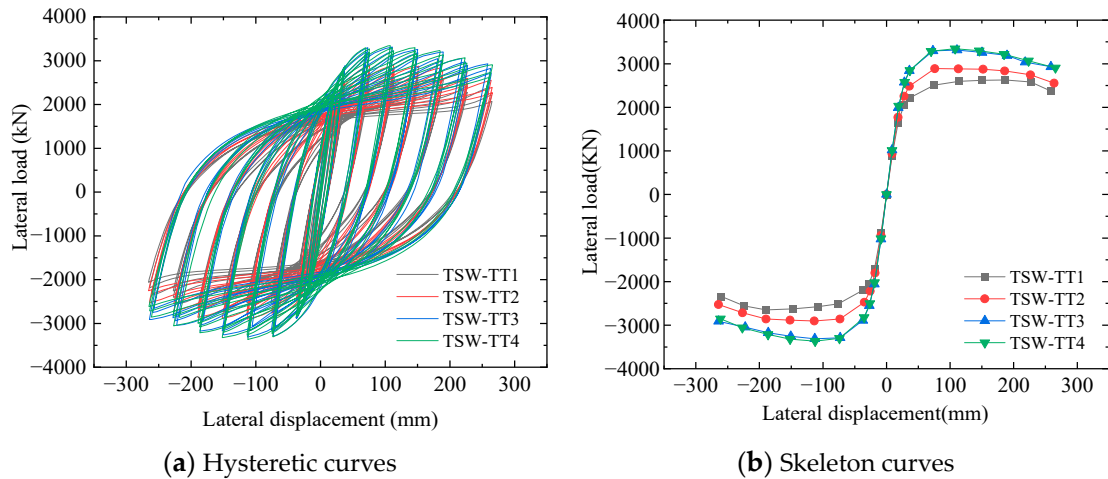 4000
3000
2000
1000
0
−1000
−2000
−3000
4000
Lateral load (kN)
−300 −200 −100 0 100 200 300
Lateral displacement (mm)
TSW-TT1
TSW-TT2
TSW-TT3
TSW-TT4
(a) Hysteretic curves
4000
3000
2000
1000
0
−1000
−2000
−3000
−4000
Lateral load(KN)
−300 −200 −100 0 100 200 300
Lateral displacement(mm)
TSW-TT1
TSW-TT2
TSW-TT3
TSW-TT4
(b) Skeleton curves